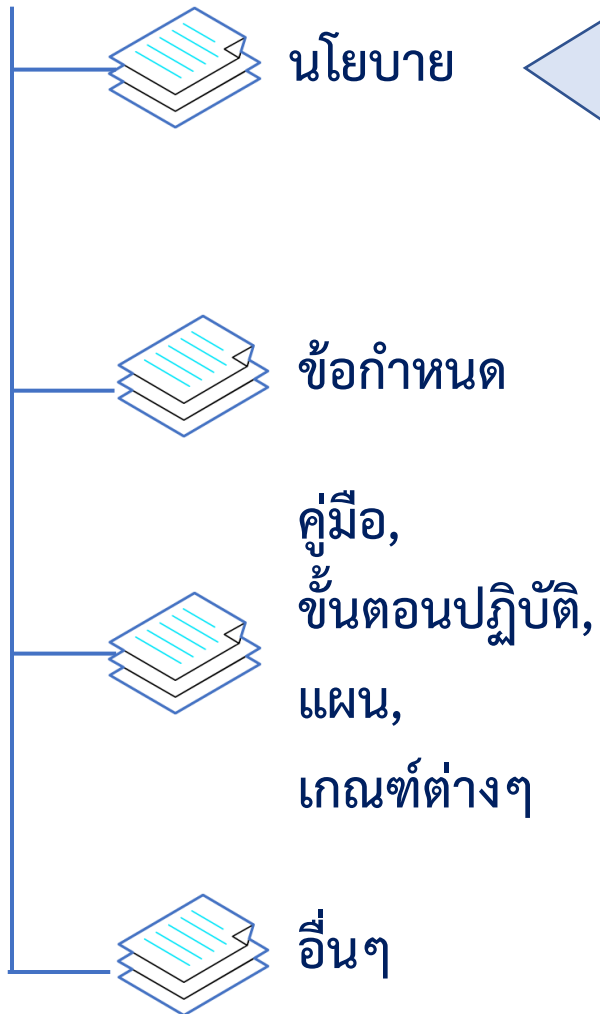 นโยบาย
ข้อกำหนด
คู่มือ,
ขั้นตอนปฏิบัติ,
แผน,
เกณฑ์ต่างๆ
อื่นๆ